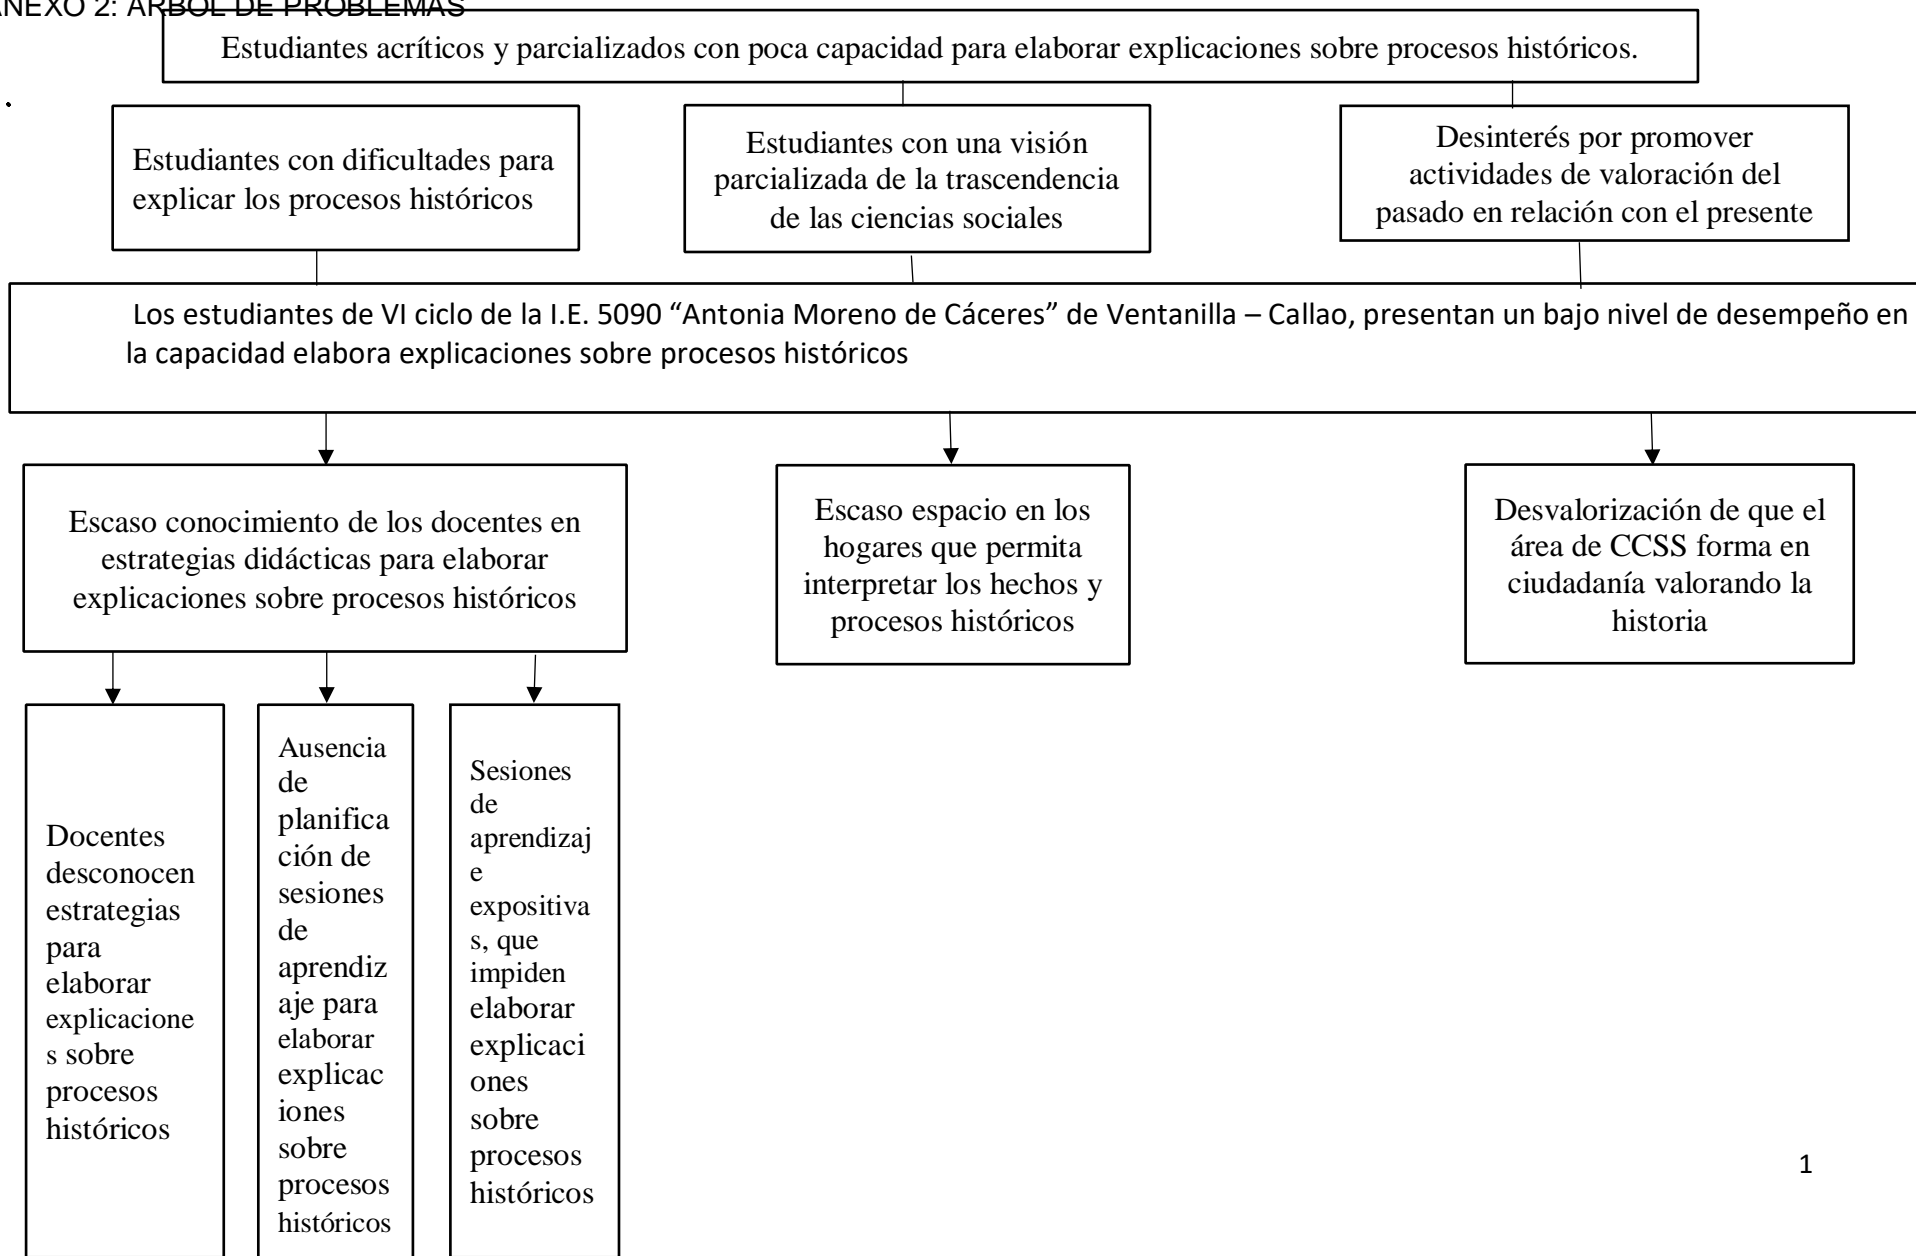 ANEXO 2: ARBOL DE PROBLEMAS
Estudiantes acríticos y parcializados con poca capacidad para elaborar explicaciones sobre procesos históricos.
.
Estudiantes con dificultades para
explicar los procesos históricos
Estudiantes con una visión
parcializada de la trascendencia
de las ciencias sociales
Desinterés por promover
actividades de valoración del
pasado en relación con el presente
Los estudiantes de VI ciclo de la I.E. 5090 “Antonia Moreno de Cáceres” de Ventanilla – Callao, presentan un bajo nivel de desempeño en
la capacidad elabora explicaciones sobre procesos históricos
Escaso conocimiento de los docentes en
estrategias didácticas para elaborar
explicaciones sobre procesos históricos
Escaso espacio en los
hogares que permita
interpretar los hechos y
procesos históricos
Desvalorización de que el
área de CCSS forma en
ciudadanía valorando la
historia
Docentes
desconocen
estrategias
para
elaborar
explicacione
s sobre
procesos
históricos
Ausencia
de
planifica
ción de
sesiones
de
aprendiz
aje para
elaborar
explicac
iones
sobre
procesos
históricos
Sesiones
de
aprendizaj
e
expositiva
s, que
impiden
elaborar
explicaci
ones
sobre
procesos
históricos
1